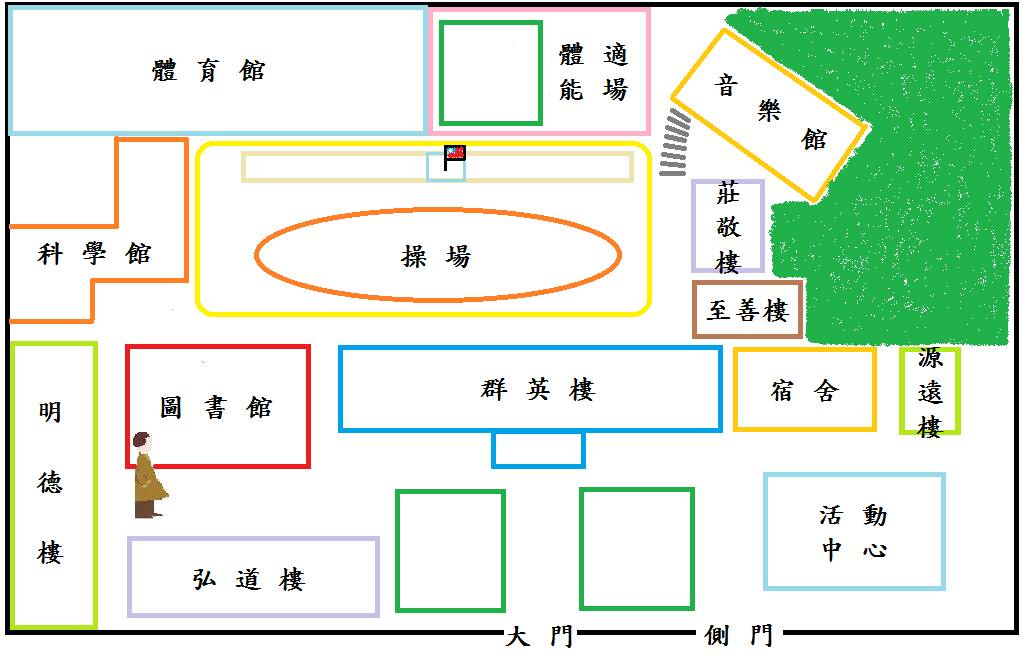 體育館
體適
能場
音樂館
莊敬樓
科學館
操場
至善樓
明德樓
圖書館
群英樓
宿舍
源遠樓
活動
中心
弘道樓
大門
側門